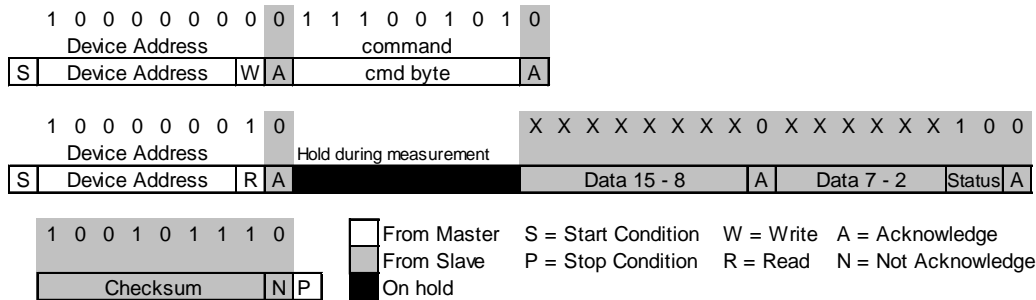 1 0 0 0 0 0 0 0 0 1 1 1 0 0 1 0 1 0
Device Address command
S Device Address W A cmd byte A
1 0 0 0 0 0 0 1 0 X X X X X X X X 0 X X X X X X 1 0 0
Device Address Hold during measurement
S Device Address R A Data 15 - 8 A Data 7 - 2 Status A
1 0 0 1 0 1 1 1 0 From Master S = Start Condition W = Write A = Acknowledge
From Slave P = Stop Condition R = Read N = Not Acknowledge
Checksum N P On hold